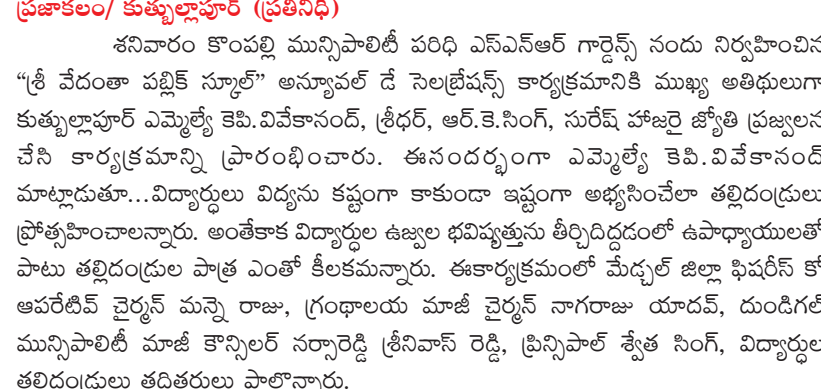 ప్రజాకలం/ కుత్బుల్లాపూర్ (ప్రతినిధి)
శనివారం కొంపల్లి మున్సిపాలిటీ పరిధి ఎస్ఎన్ఆర్ గార్డెన్స్ నందు నిర్వహించిన
“శ్రీ వేదంతా పబ్లిక్ స్కూల్” అన్యూవల్ డే సెలబ్రేషన్స్ కార్యక్రమానికి ముఖ్య అతిథులుగా
కుత్బుల్లాపూర్ ఎమ్మెల్యే కెపి.వివేకానంద్, శ్రీధర్, ఆర్.కె.సింగ్, సురేష్ హాజరై జ్యోతి ప్రజ్వలన
చేసి కార్యక్రమాన్ని ప్రారంభించారు. ఈసందర్భంగా ఎమ్మెల్యే కెపి.వివేకానంద్
మాట్లాడుతూ...విద్యార్థులు విద్యను కష్టంగా కాకుండా ఇష్టంగా అభ్యసించేలా తల్లిదండ్రులు
ప్రోత్సహించాలన్నారు. అంతేకాక విద్యార్థుల ఉజ్వల భవిష్యత్తును తీర్చిదిద్దడంలో ఉపాధ్యాయులతో
పాటు తల్లిదండ్రుల పాత్ర ఎంతో కీలకమన్నారు. ఈకార్యక్రమంలో మేడ్చల్ జిల్లా ఫిషరీస్ కో
ఆపరేటివ్ చైర్మన్ మన్నె రాజు, గ్రంథాలయ మాజీ చైర్మన్ నాగరాజు యాదవ్, దుండిగల్
మున్సిపాలిటీ మాజీ కౌన్సిలర్ నర్సారెడ్డి శ్రీనివాస్ రెడ్డి, ప్రిన్సిపాల్ శ్వేత సింగ్, విద్యార్థుల
తల్లిదండ్రులు తదితరులు పాల్గొన్నారు.